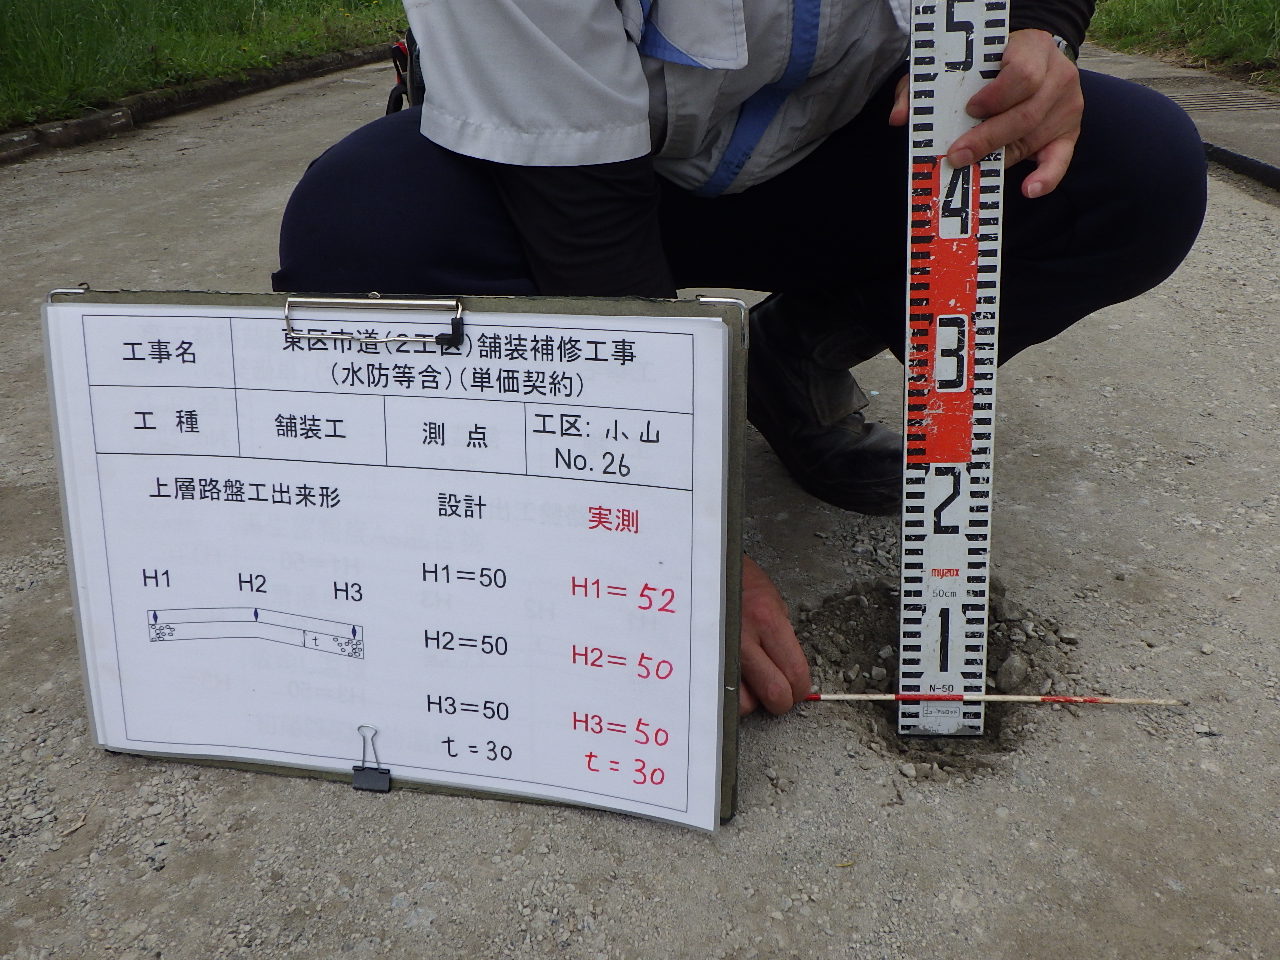 工事名
東区市道(2工区)舗装補修工事
(水防等含)(単価契約)
工種
舗装工
測点
工区: 小山
No.26
上層路盤工出来形
設計
実測
H1
H2
H3
t
H1=50
H1=52
H2=50
H2=50
H3=50
H3=50
t=30
t=30
5
4
3
2
myzox
50cm
1
N-50